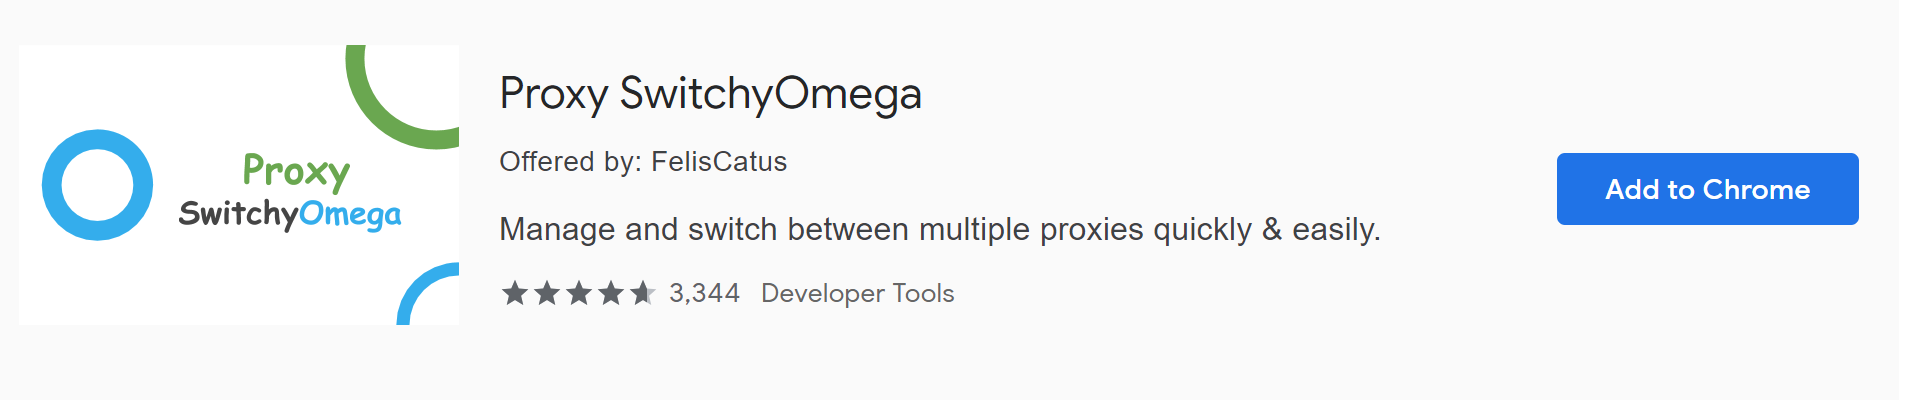 Proxy
SwitchyOmega
Proxy SwitchyOmega
Offered by: FelisCatus
Manage and switch between multiple proxies quickly & easily.
3,344 Developer Tools
Add to Chrome